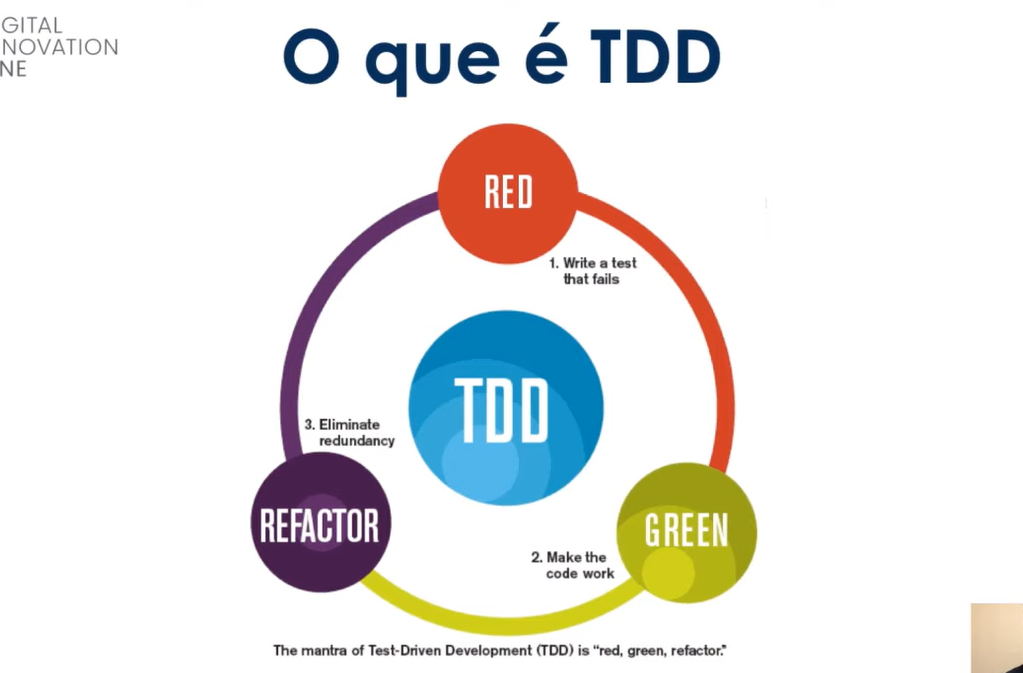 GITAL
NOVATION
NE
O que é TDD
RED
1. Write a test
that fails
TDD
3. Eliminate
redundancy
REFACTOR
GREEN
2. Make the
code work
The mantra of Test-Driven Development (TDD) is “red, green, refactor.”